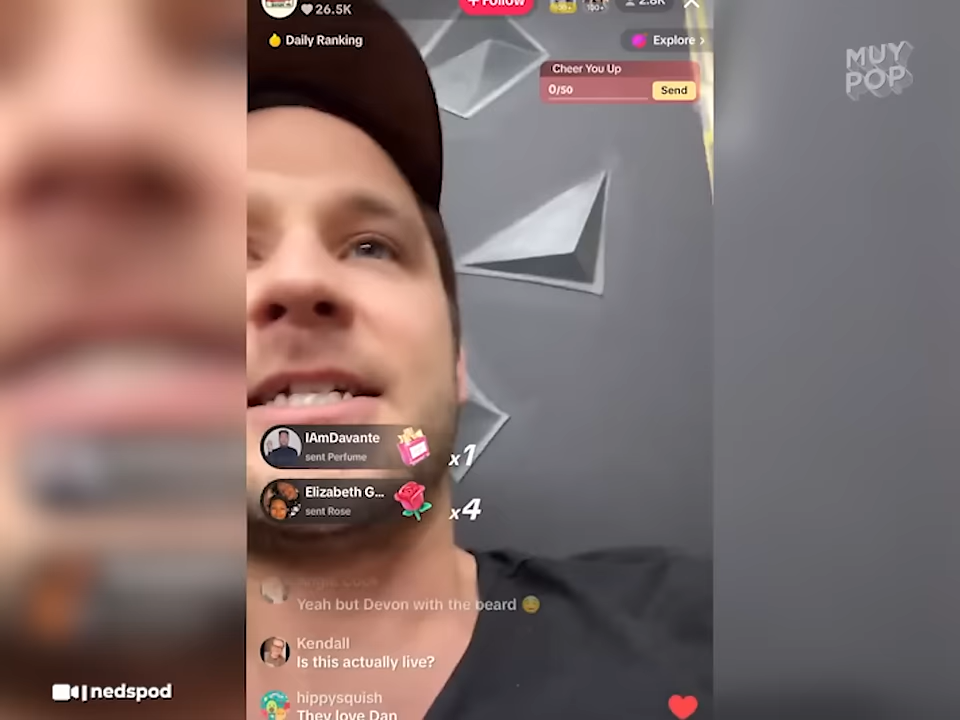 26.5K
+ Follow
2.8K
Daily Ranking
Explore >
Cheer You Up
0/50
Send
MUY
POP
IAmDavante
sent Perfume
x1
Elizabeth G...
sent Rose
x4
Yeah but Devon with the beard
Kendall
Is this actually live?
hippysquish
They love Dan
nedspod